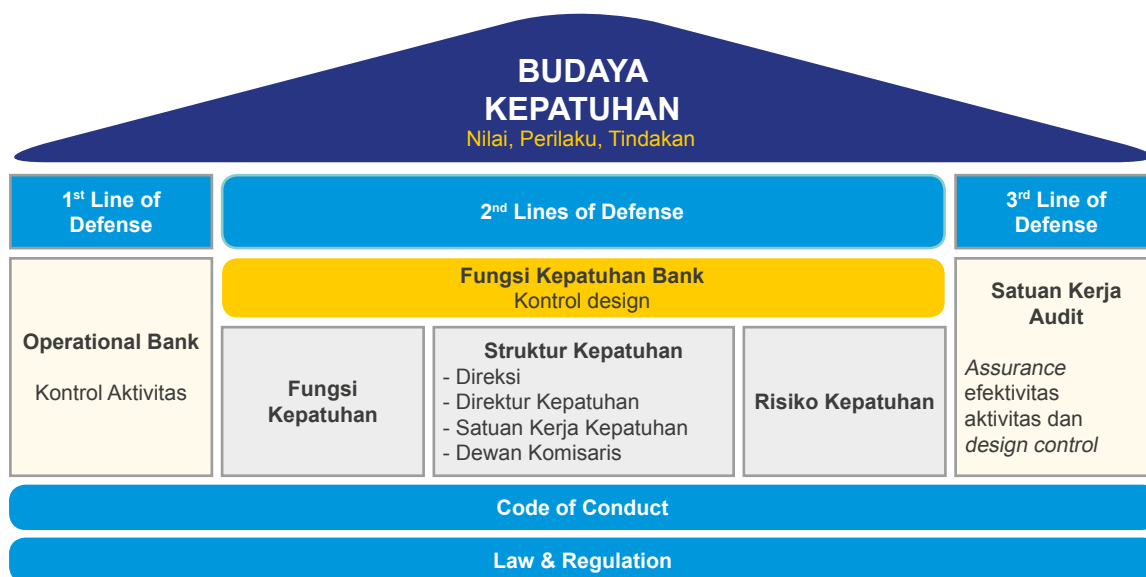 BUDAYA
KEPATUHAN
Nilai, Perilaku, Tindakan
1st Line of
Defense
2nd Lines of Defense
3rd Line of
Defense
Operational Bank
Kontrol Aktivitas
Fungsi Kepatuhan Bank
Kontrol design
Fungsi
Kepatuhan
Struktur Kepatuhan
- Direksi
- Direktur Kepatuhan
- Satuan Kerja Kepatuhan
- Dewan Komisaris
Risiko Kepatuhan
Satuan Kerja
Audit
Assurance
efektivitas
aktivitas dan
design control
Code of Conduct
Law & Regulation